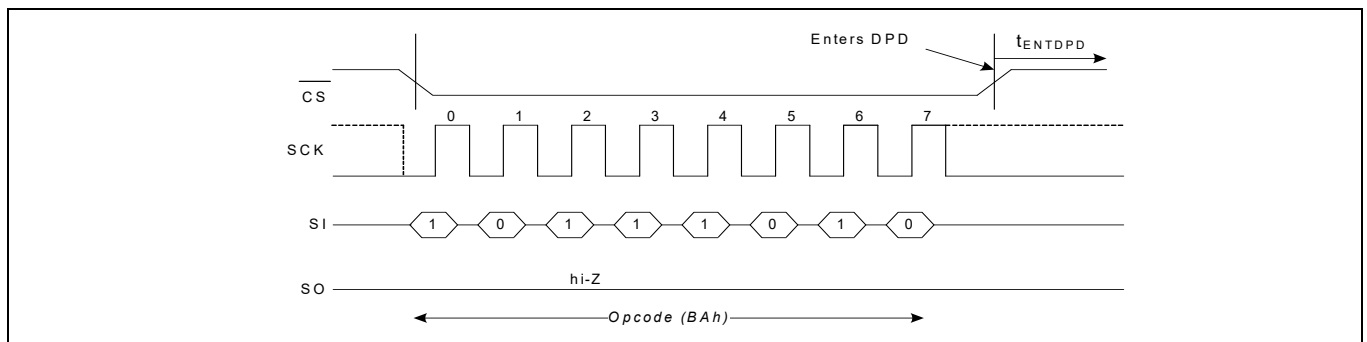 Enters DPD
tENTDPD
CS
0 1 2 3 4 5 6 7
SCK
SI 1 0 1 1 1 0 1 0
hi-Z
SO
Opcode (BAh)